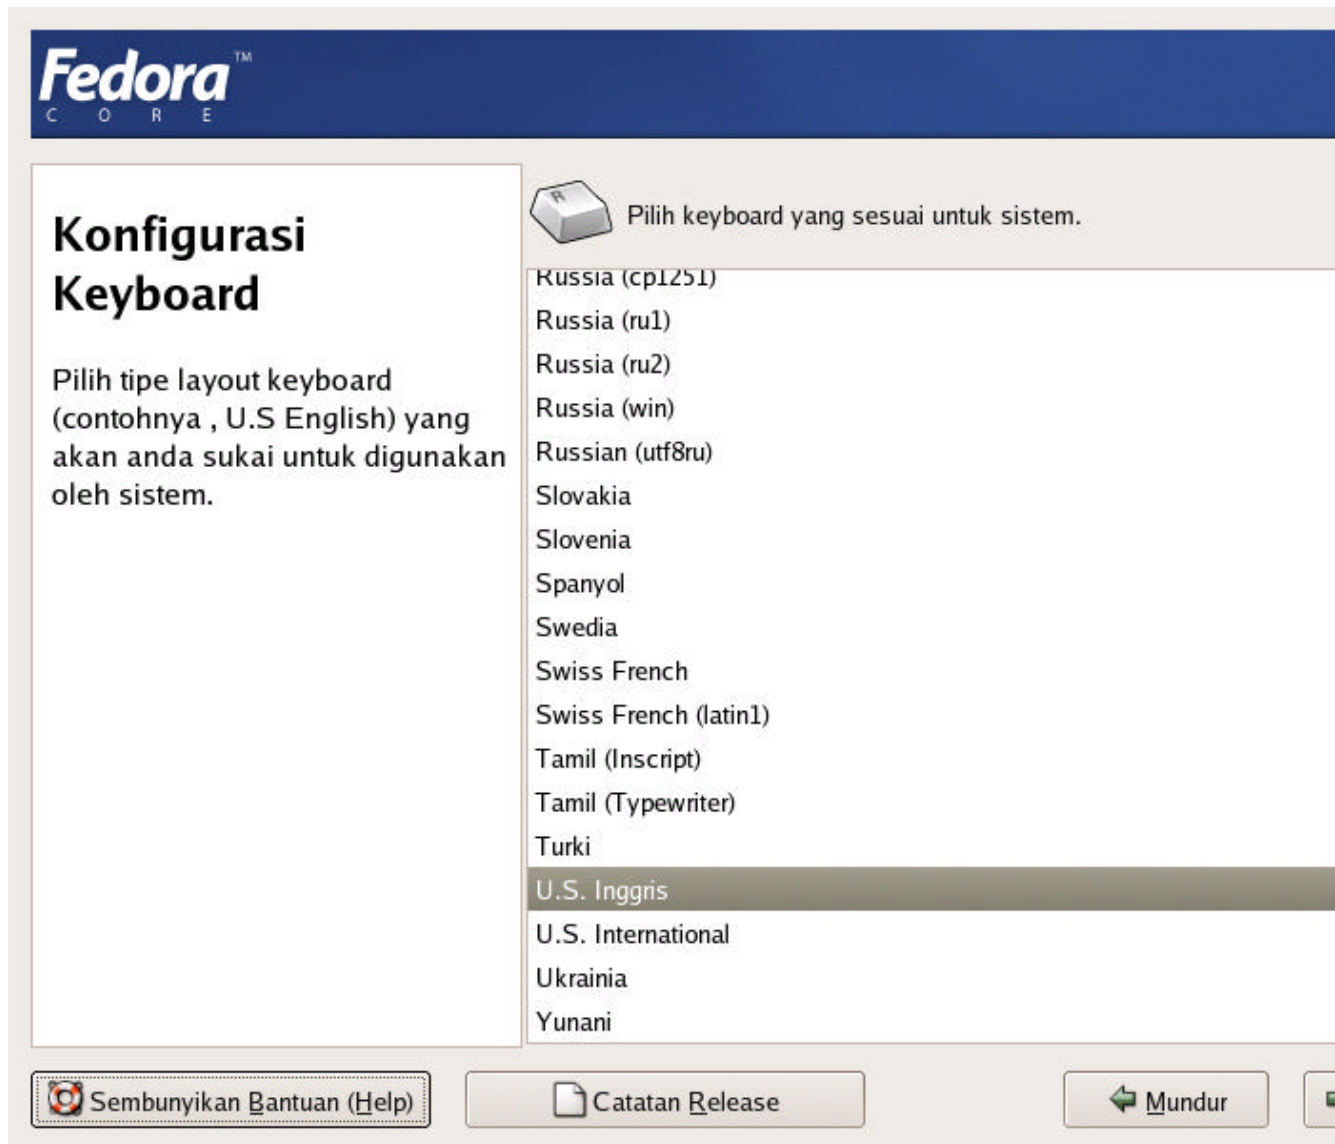 Fedora™
CORE
Konfigurasi
Keyboard
Pilih tipe layout keyboard
(contohnya , U.S English) yang
akan anda sukai untuk digunakan
oleh sistem.
R
Pilih keyboard yang sesuai untuk sistem.
Russia (cp1251)
Russia (ru1)
Russia (ru2)
Russia (win)
Russian (utf8ru)
Slovakia
Slovenia
Spanyol
Swedia
Swiss French
Swiss French (latin1)
Tamil (Inscript)
Tamil (Typewriter)
Turki
U.S. Inggris
U.S. International
Ukrainia
Yunani
Sembunyikan Bantuan (Help)
Catatan Release
Mundur